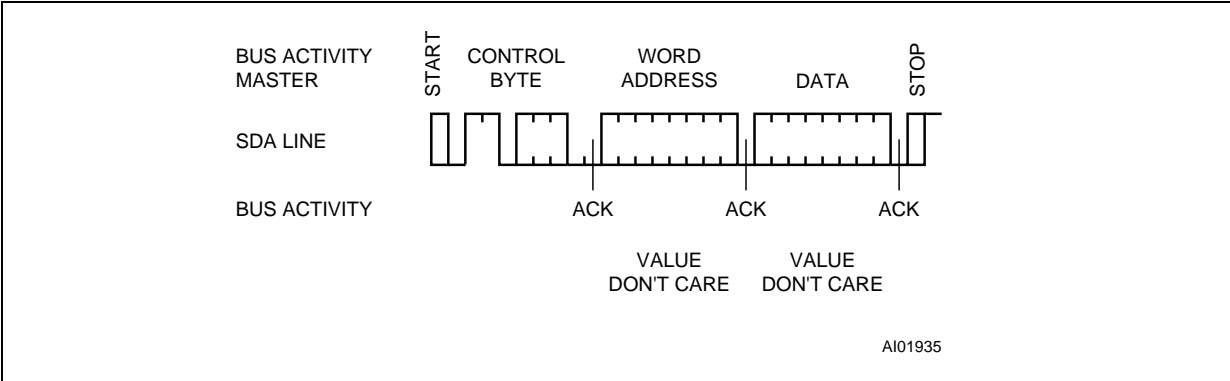 BUS ACTIVITY
MASTER
START
CONTROL
BYTE
WORD
ADDRESS
DATA
STOP
SDA LINE
BUS ACTIVITY
ACK
ACK
ACK
VALUE
DON'T CARE
VALUE
DON'T CARE
AI01935